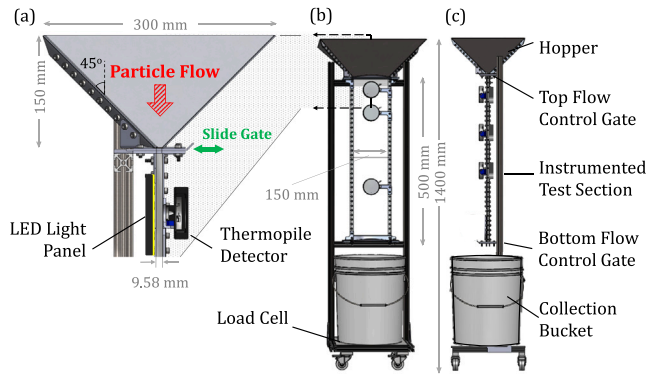 (a)
300 mm
150 mm
45º
Particle Flow
Slide Gate
LED Light
Panel
Thermopile
Detector
9.58 mm
(b)
150 mm
500 mm
1400 mm
Load Cell
(c)
Hopper
Top Flow
Control Gate
Instrumented
Test Section
Bottom Flow
Control Gate
Collection
Bucket